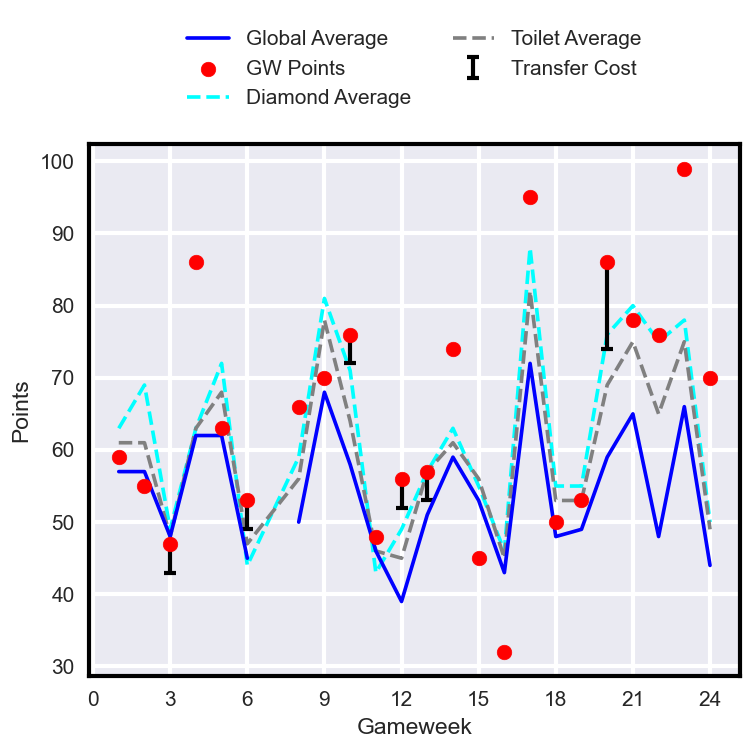 Global Average
GW Points
Diamond Average
Toilet Average
Transfer Cost
Points
100
90
80
70
60
50
40
30
0 3 6 9 12 15 18 21 24
Gameweek